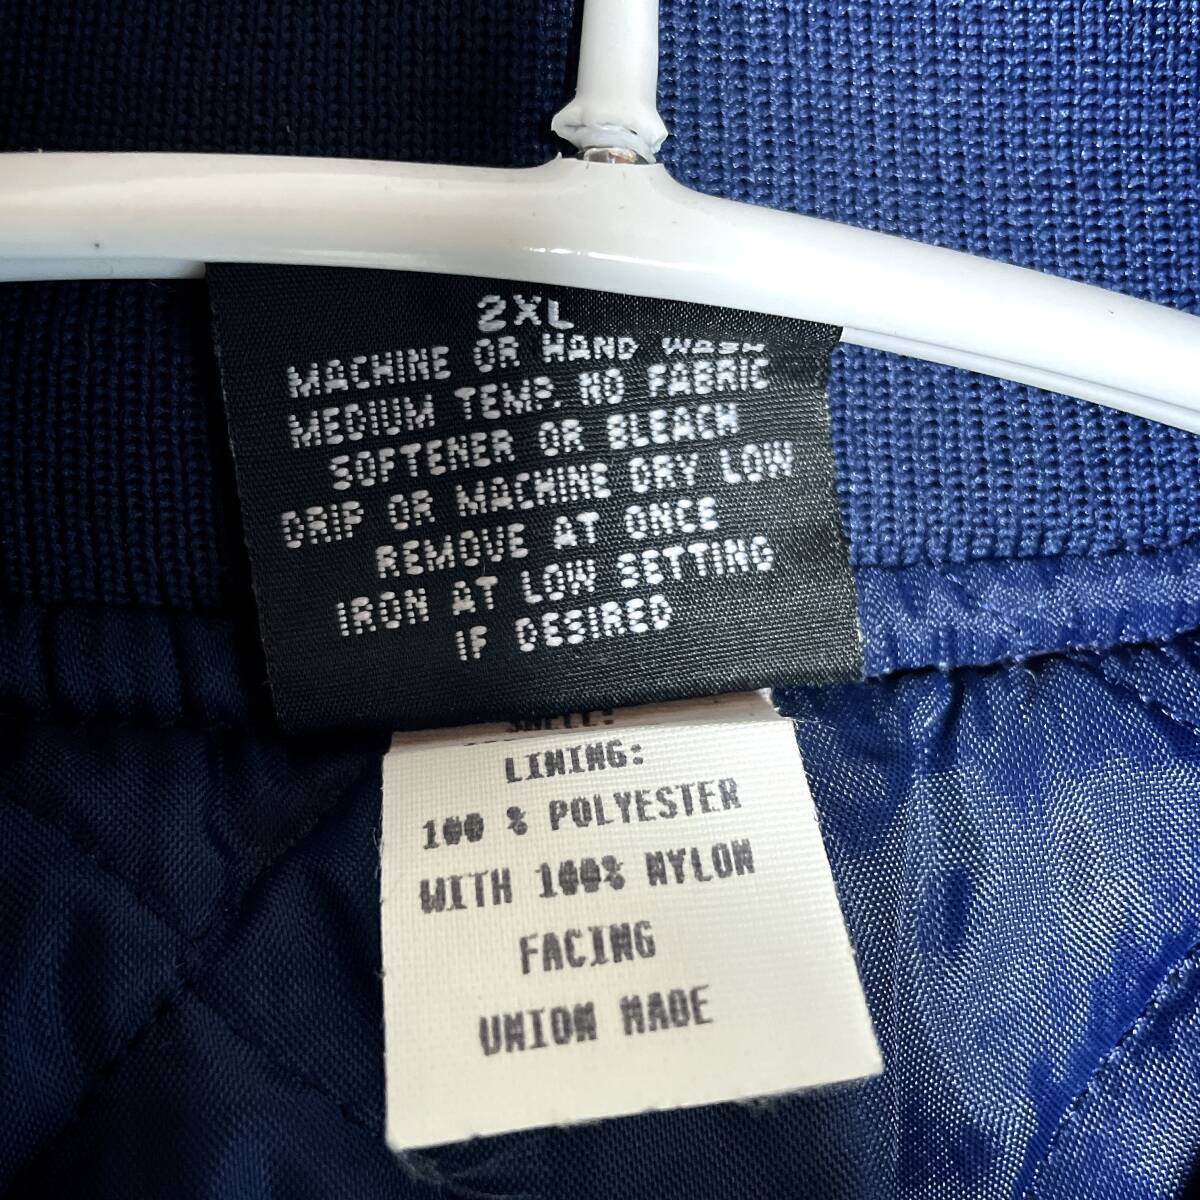 2XL
MACHINE OR HAND WASH
MEDIUM TEMP. NO FABRIC
SOFTENER OR BLEACH
DRIP OR MACHINE DRY LOW
REMOVE AT ONCE
IRON AT LOW SETTING
IF DESIRED
SHELL:
LINING:
100 % POLYESTER
WITH 100% NYLON
FACING
UNION MADE